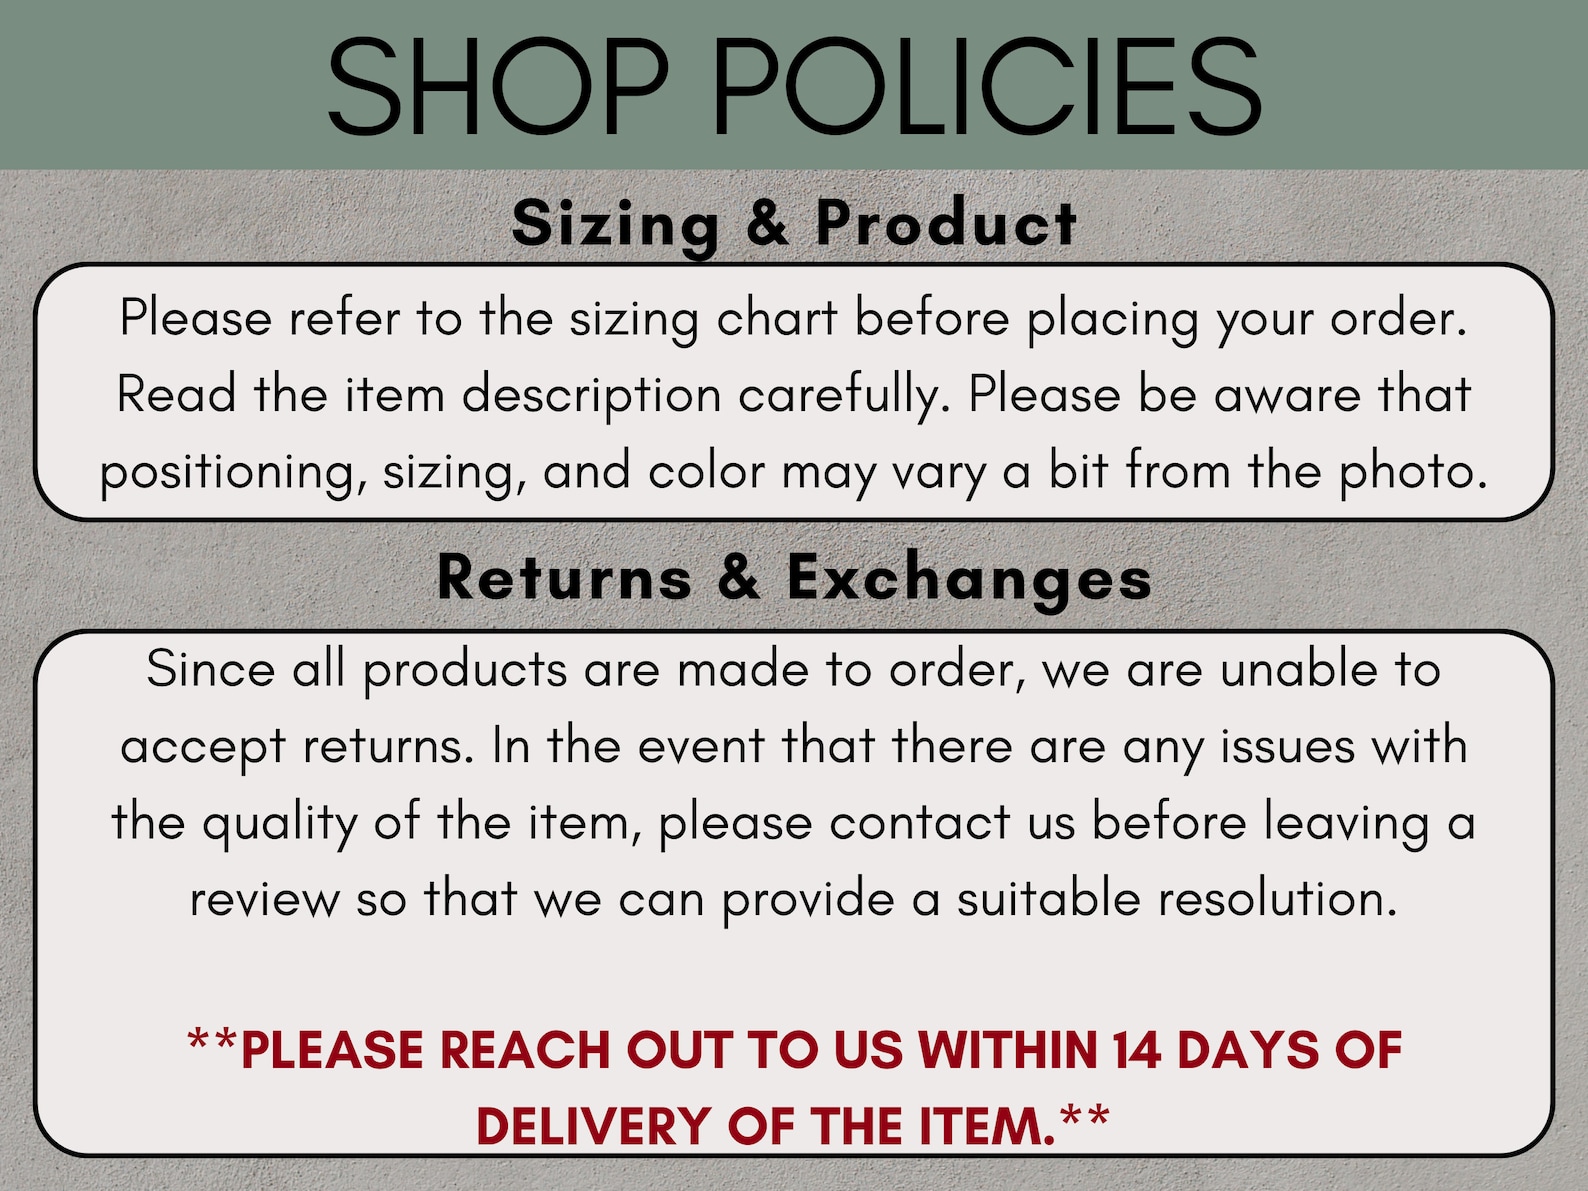 SHOP POLICIES
Sizing & Product
Please refer to the sizing chart before placing your order.
Read the item description carefully. Please be aware that
positioning, sizing, and color may vary a bit from the photo.
Returns & Exchanges
Since all products are made to order, we are unable to
accept returns. In the event that there are any issues with
the quality of the item, please contact us before leaving a
review so that we can provide a suitable resolution.
**PLEASE REACH OUT TO US WITHIN 14 DAYS OF
DELIVERY OF THE ITEM.**